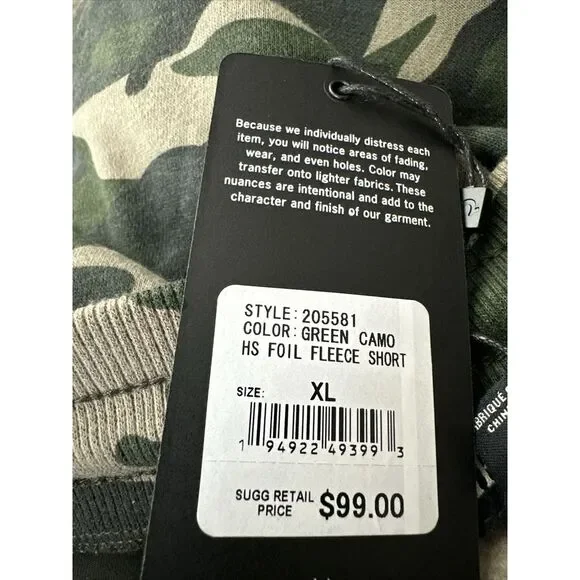 Because we individually distress each
item, you will notice areas of fading,
wear, and even holes. Color may
transfer onto lighter fabrics. These
nuances are intentional and add to the
character and finish of our garment.
STYLE: 205581
COLOR: GREEN CAMO
HS FOIL FLEECE SHORT
SIZE: XL
1 94922 49399 3
SUGG RETAIL
PRICE $99.00
CHIN